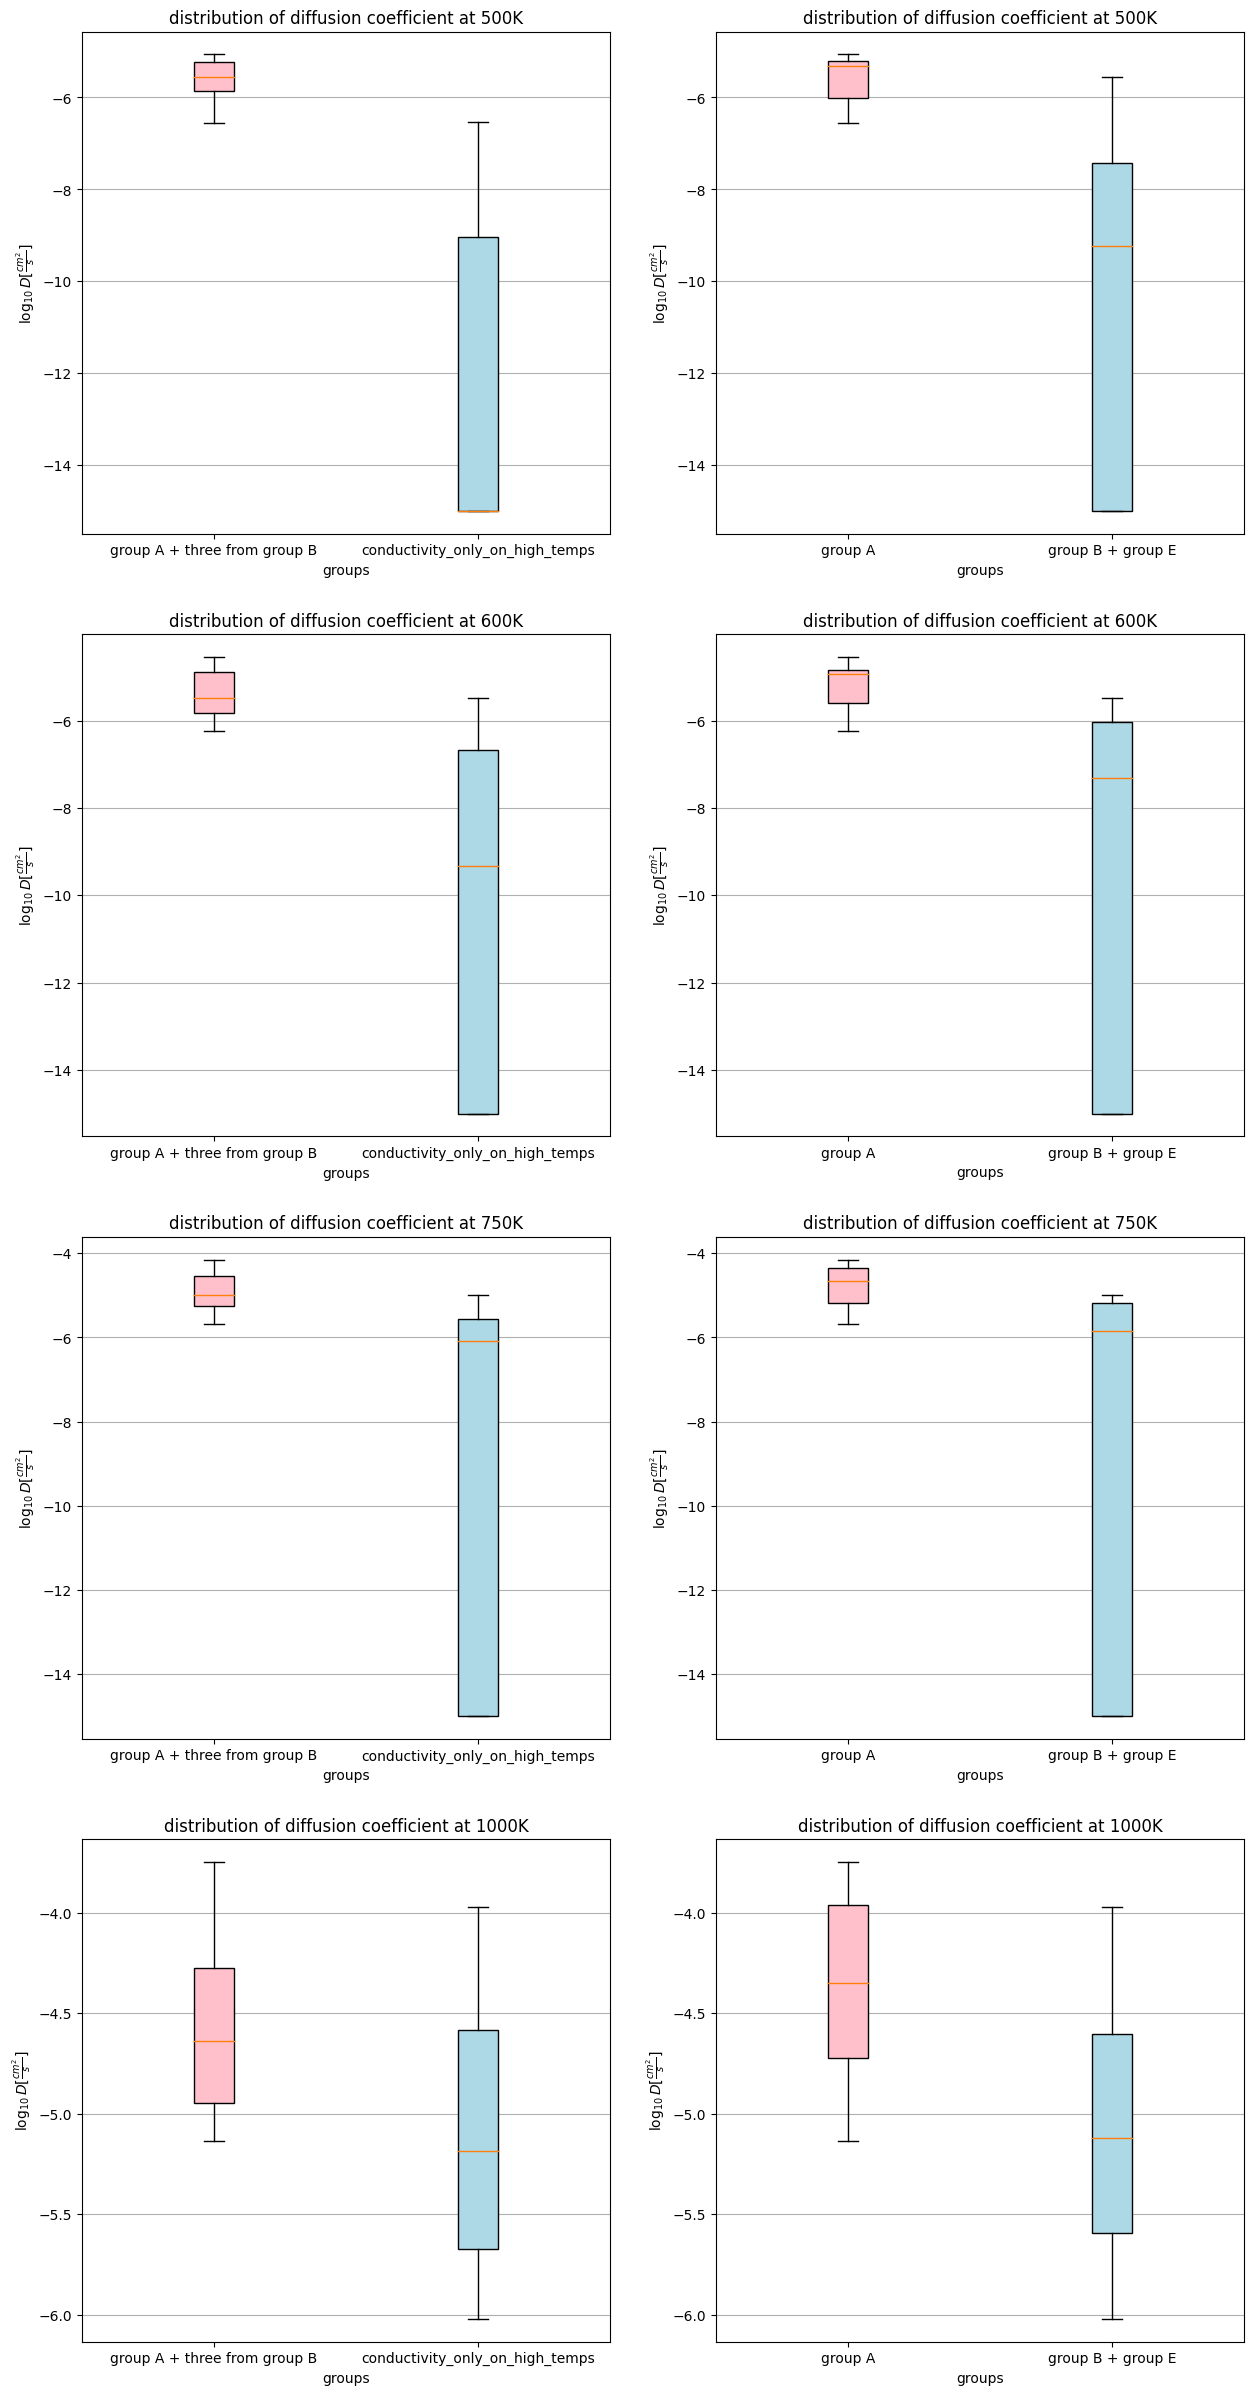 distribution of diffusion coefficient at 500K
−6
−8
−10
−12
−14
log10 D[cm²/s]
group A + three from group B
conductivity_only_on_high_temps
groups
distribution of diffusion coefficient at 500K
−6
−8
−10
−12
−14
log10 D[cm²/s]
group A
group B + group E
groups
distribution of diffusion coefficient at 600K
−6
−8
−10
−12
−14
log10 D[cm²/s]
group A + three from group B
conductivity_only_on_high_temps
groups
distribution of diffusion coefficient at 600K
−6
−8
−10
−12
−14
log10 D[cm²/s]
group A
group B + group E
groups
distribution of diffusion coefficient at 750K
−4
−6
−8
−10
−12
−14
log10 D[cm²/s]
group A + three from group B
conductivity_only_on_high_temps
groups
distribution of diffusion coefficient at 750K
−4
−6
−8
−10
−12
−14
log10 D[cm²/s]
group A
group B + group E
groups
distribution of diffusion coefficient at 1000K
−4.0
−4.5
−5.0
−5.5
−6.0
log10 D[cm²/s]
group A + three from group B
conductivity_only_on_high_temps
groups
distribution of diffusion coefficient at 1000K
−4.0
−4.5
−5.0
−5.5
−6.0
log10 D[cm²/s]
group A
group B + group E
groups